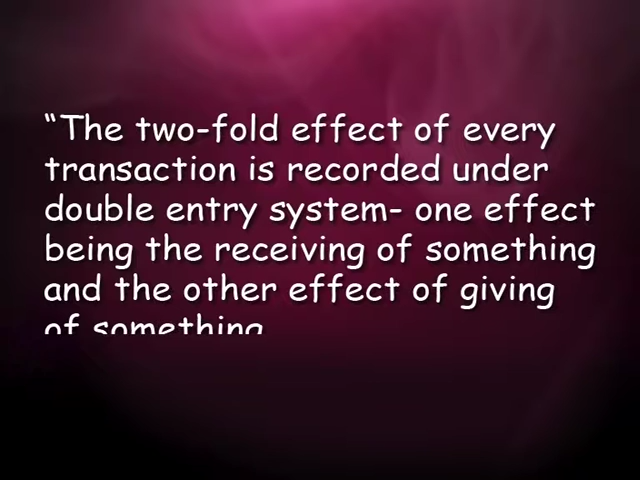 “The two-fold effect of every
transaction is recorded under
double entry system- one effect
being the receiving of something
and the other effect of giving
of something